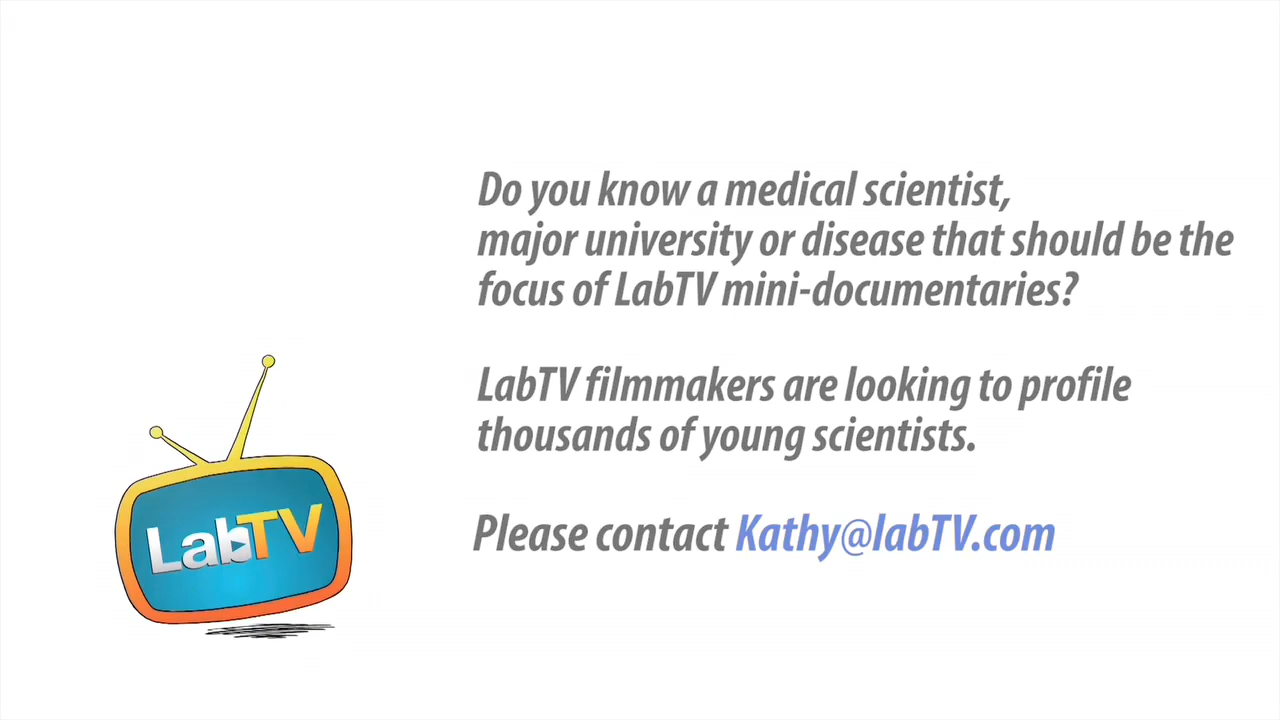 Do you know a medical scientist,
major university or disease that should be the
focus of LabTV mini-documentaries?
LabTV filmmakers are looking to profile
thousands of young scientists.
Please contact Kathy@labTV.com
LabTV